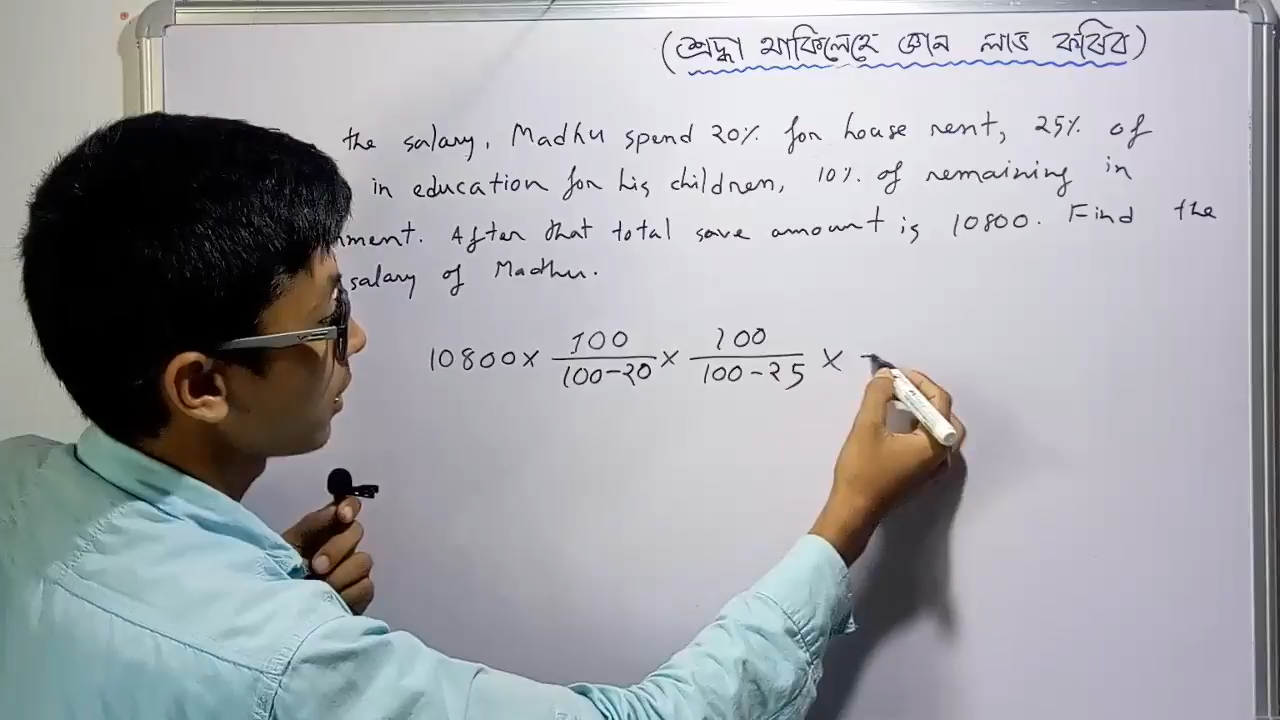 (শ্রদ্ধা থাকিলেহে জ্ঞান লাভ কৰিব)
the salary, Madhu spend 20% for house rent, 25% of
in education for his children, 10% of remaining in
nment. After that total save amount is 10800. Find the
salary of Madhu.
10800 × 100/100-20 × 100/100-25 ×